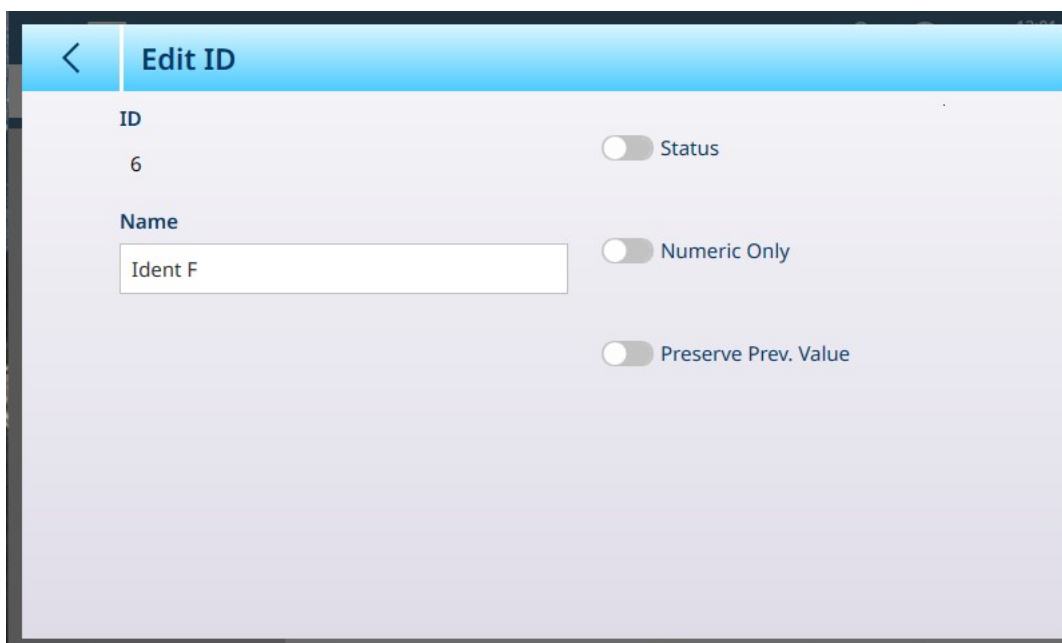 Edit ID
ID
6
Status
Name
Numeric Only
Ident F
Preserve Prev. Value